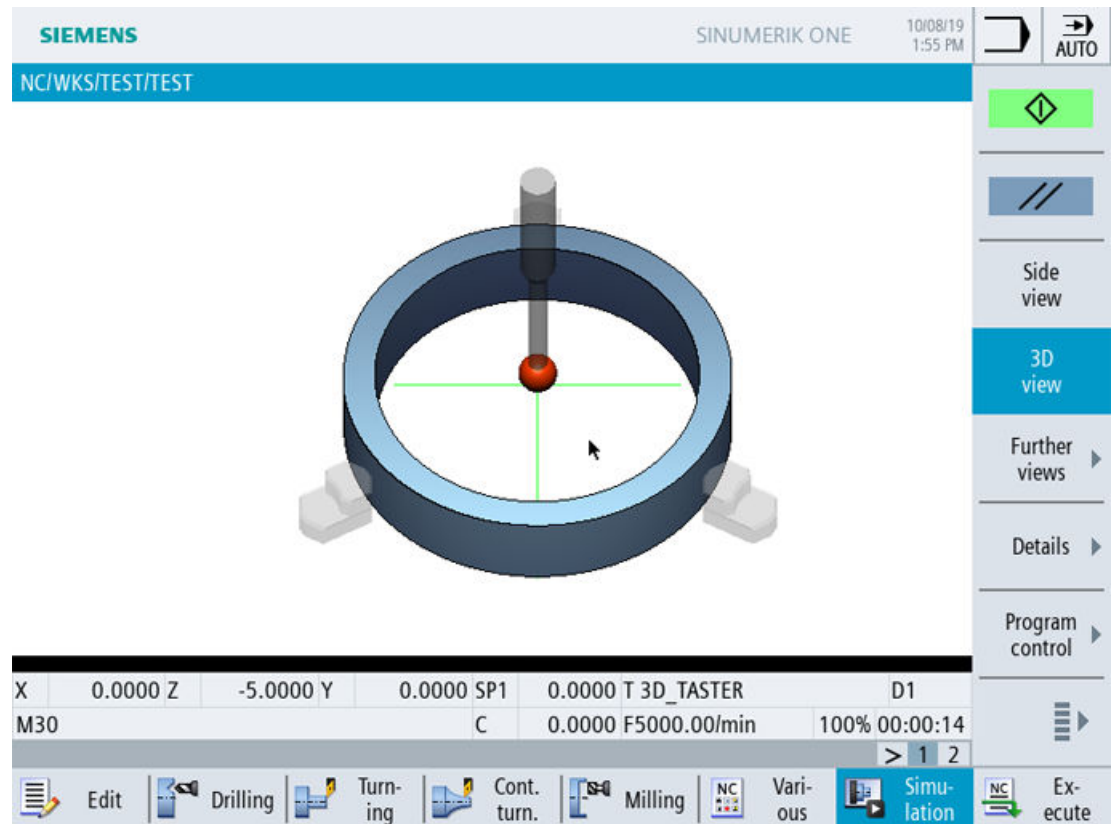 SIEMENS SINUMERIK ONE 10/08/19
1:55 PM
AUTO
NC/WKS/TEST/TEST
Side
view
3D
view
Further
views
Details
Program
control
X 0.0000 Z -5.0000 Y 0.0000 SP1 0.0000 T 3D_TASTER D1
M30 C 0.0000 F5000.00/min 100% 00:00:14
> 1 2
Edit
Drilling
Turn-
ing
Cont.
turn.
Milling
NC
Vari-
ous
Simu-
lation
NC
Ex-
ecute